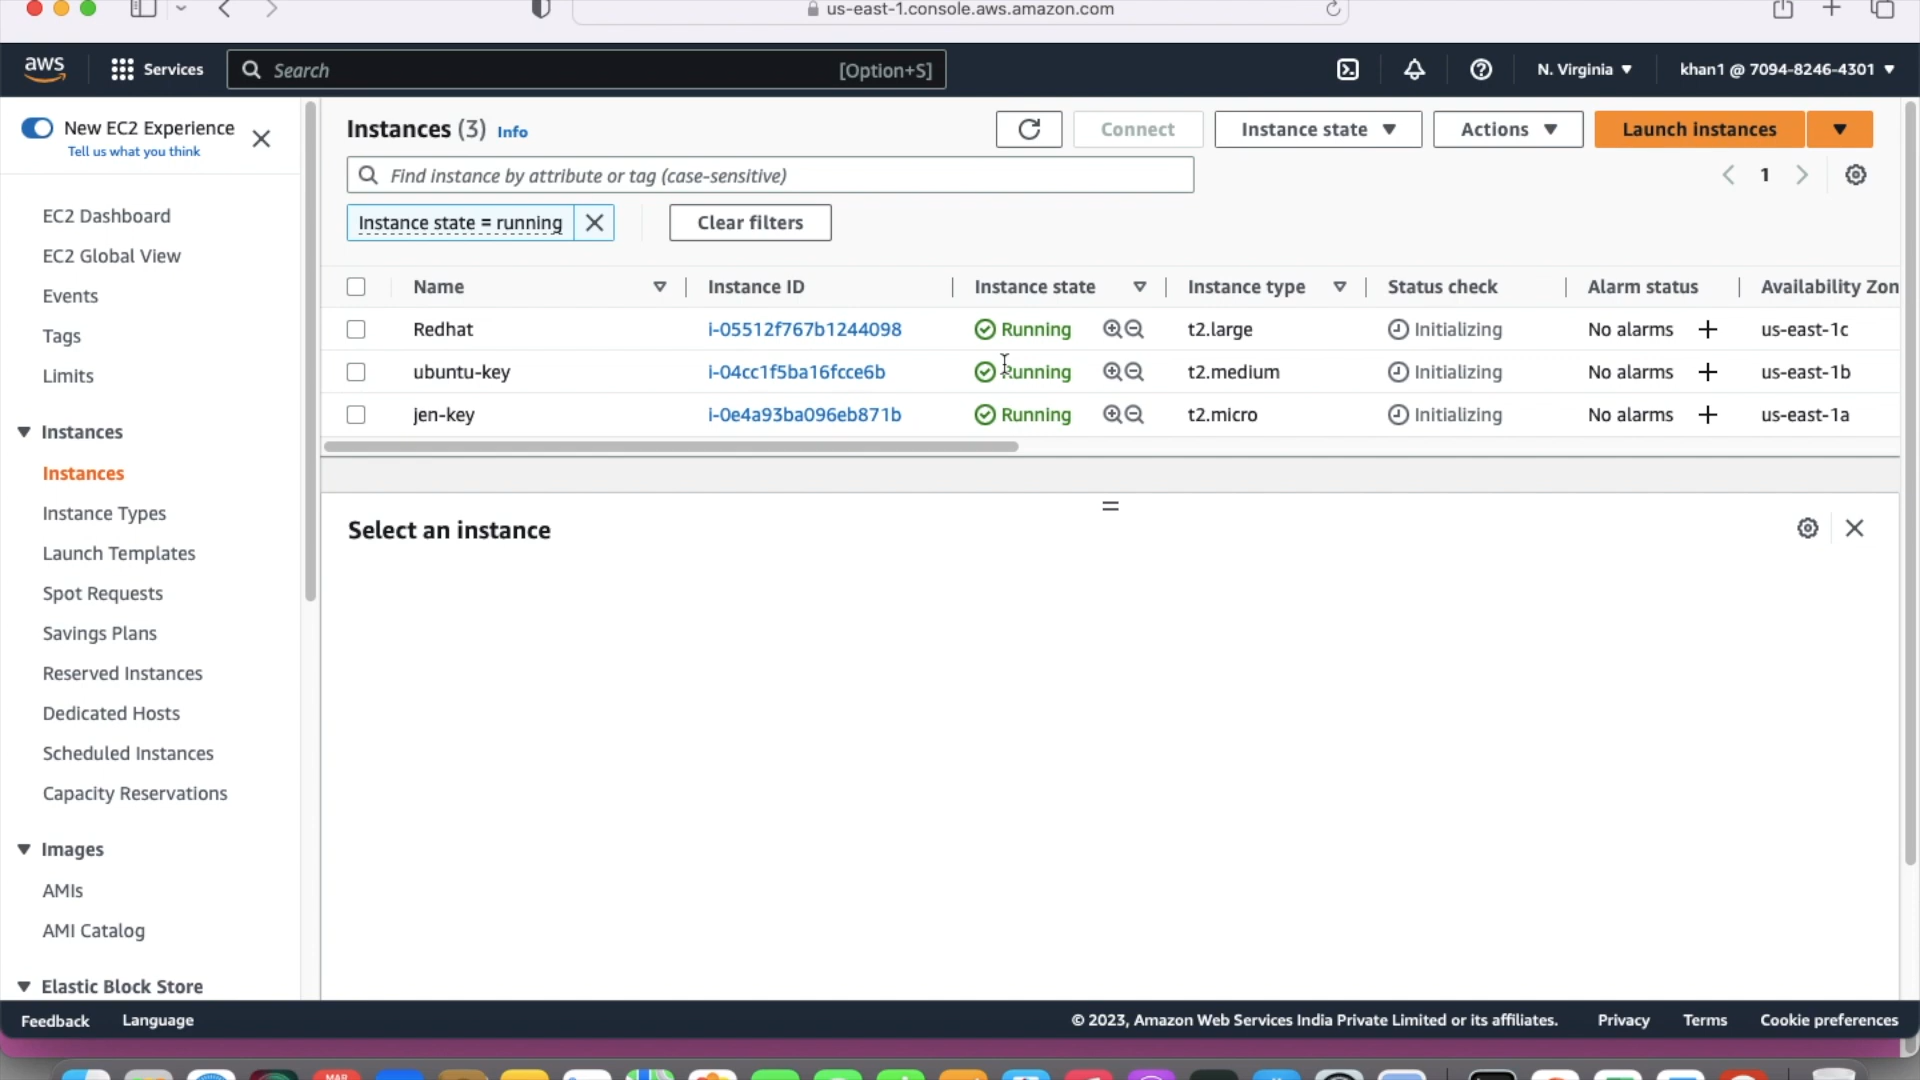 us-east-1.console.aws.amazon.com
aws
Services
Search
[Option+S]
N. Virginia
khan1 @ 7094-8246-4301
New EC2 Experience
Tell us what you think
EC2 Dashboard
EC2 Global View
Events
Tags
Limits
Instances
Instances
Instance Types
Launch Templates
Spot Requests
Savings Plans
Reserved Instances
Dedicated Hosts
Scheduled Instances
Capacity Reservations
Images
AMIs
AMI Catalog
Elastic Block Store
Instances (3) Info
Connect
Instance state
Actions
Launch instances
Find instance by attribute or tag (case-sensitive)
1
Instance state = running
Clear filters
Name Instance ID Instance state Instance type Status check Alarm status Availability Zon
Redhat i-05512f767b1244098 Running t2.large Initializing No alarms us-east-1c
ubuntu-key i-04cc1f5ba16fcce6b Running t2.medium Initializing No alarms us-east-1b
jen-key i-0e4a93ba096eb871b Running t2.micro Initializing No alarms us-east-1a
Select an instance
Feedback
Language
© 2023, Amazon Web Services India Private Limited or its affiliates.
Privacy
Terms
Cookie preferences
MAR